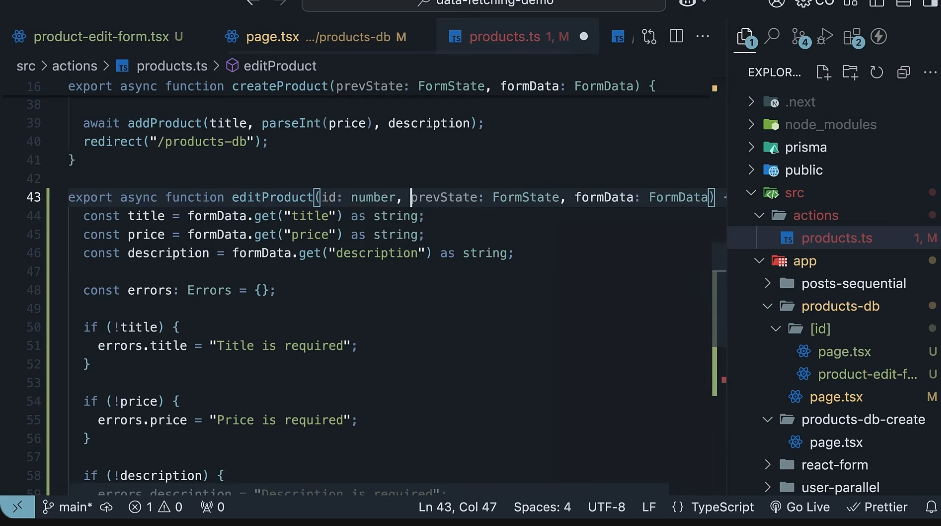 product-fetching-demo
product-edit-form.tsx U
page.tsx .../products-db M
products.ts 1, M
src > actions > products.ts > editProduct
16 export async function createProduct(prevState: FormState, formData: FormData) {
38
39 await addProduct(title, parseInt(price), description);
40 redirect("/products-db");
41 }
42
43 export async function editProduct(id: number, prevState: FormState, formData: FormData) {
44 const title = formData.get("title") as string;
45 const price = formData.get("price") as string;
46 const description = formData.get("description") as string;
47
48 const errors: Errors = {};
49
50 if (!title) {
51 errors.title = "Title is required";
52 }
53
54 if (!price) {
55 errors.price = "Price is required";
56 }
57
58 if (!description) {
59 errors.description = "Description is required";
EXPLOR...
.next
node_modules
prisma
public
src
actions
products.ts 1, M
app
posts-sequential
products-db
[id]
page.tsx U
product-edit-f... U
page.tsx M
products-db-create
page.tsx
react-form
user-parallel
main* 1 0 0 Ln 43, Col 47 Spaces: 4 UTF-8 LF {} TypeScript Go Live Prettier